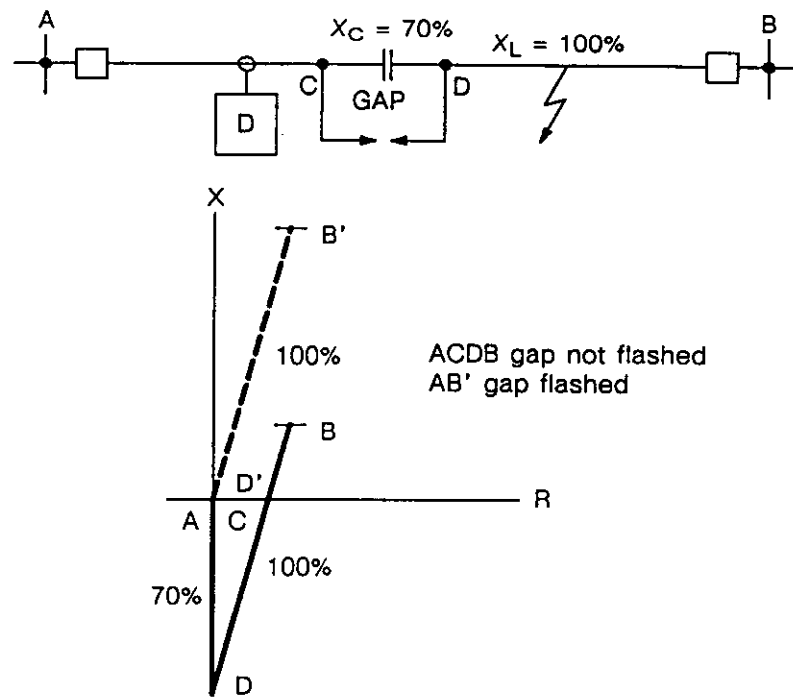 A
X_C = 70%
X_L = 100%
B
C
GAP
D
D
X
B'
100%
ACDB gap not flashed
AB' gap flashed
B
D'
R
A
C
70%
100%
D